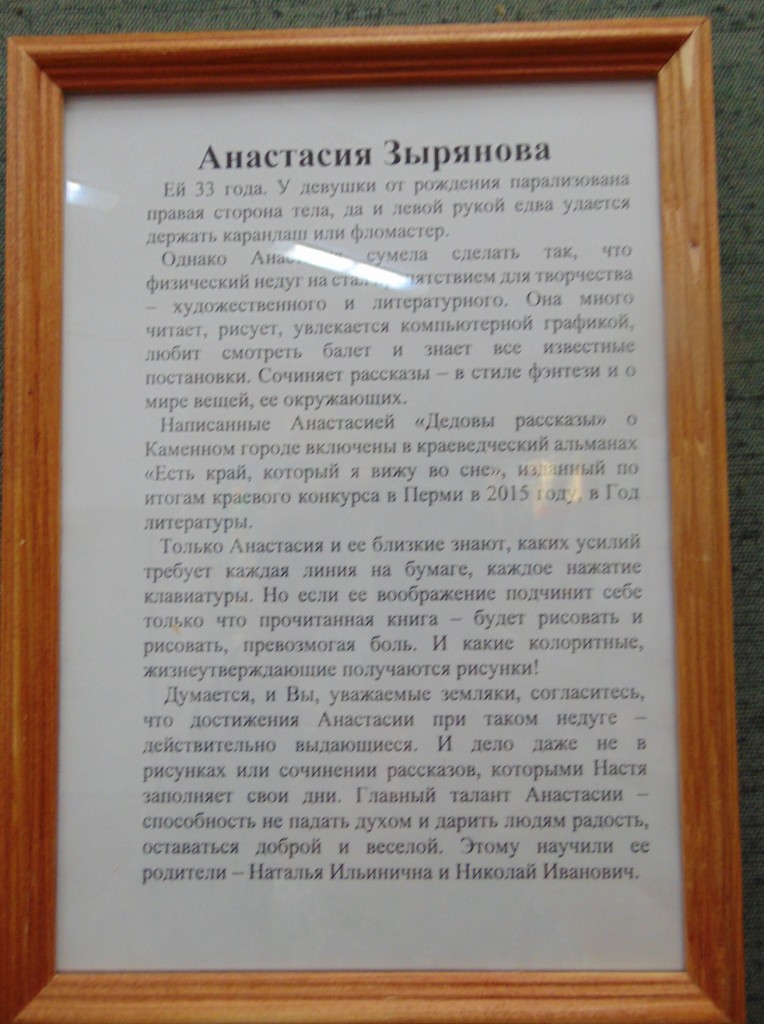 Анастасия Зырянова
Ей 33 года. У девушки от рождения парализована
правая сторона тела, да и левой рукой едва удается
держать карандаш или фломастер.
Однако сумела сделать так, что
физический недуг на стал препятствием для творчества
– художественного и литературного. Она много
читает, рисует, увлекается компьютерной графикой,
любит смотреть балет и знает все известные
постановки. Сочиняет рассказы – в стиле фэнтези и о
мире вещей, ее окружающих.
Написанные Анастасией «Дедовы рассказы» о
Каменном городе включены в краеведческий альманах
«Есть край, который я вижу во сне», изданный по
итогам краевого конкурса в Перми в 2015 году, в Год
литературы.
Только Анастасия и ее близкие знают, каких усилий
требует каждая линия на бумаге, каждое нажатие
клавиатуры. Но если ее воображение подчинит себе
только что прочитанная книга – будет рисовать и
рисовать, превозмогая боль. И какие колоритные,
жизнеутверждающие получаются рисунки!
Думается, и Вы, уважаемые земляки, согласитесь,
что достижения Анастасии при таком недуге –
действительно выдающиеся. И дело даже не в
рисунках или сочинении рассказов, которыми Настя
заполняет свои дни. Главный талант Анастасии –
способность не падать духом и дарить людям радость,
оставаться доброй и веселой. Этому научили ее
родители – Наталья Ильинична и Николай Иванович.